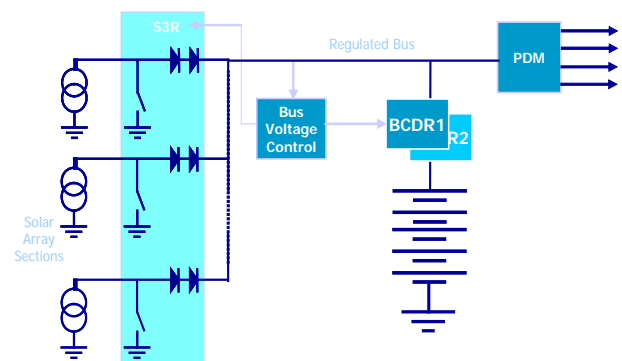 S3R
Regulated Bus
PDM
Bus
Voltage
Control
BCDR1
R2
Solar
Array
Sections